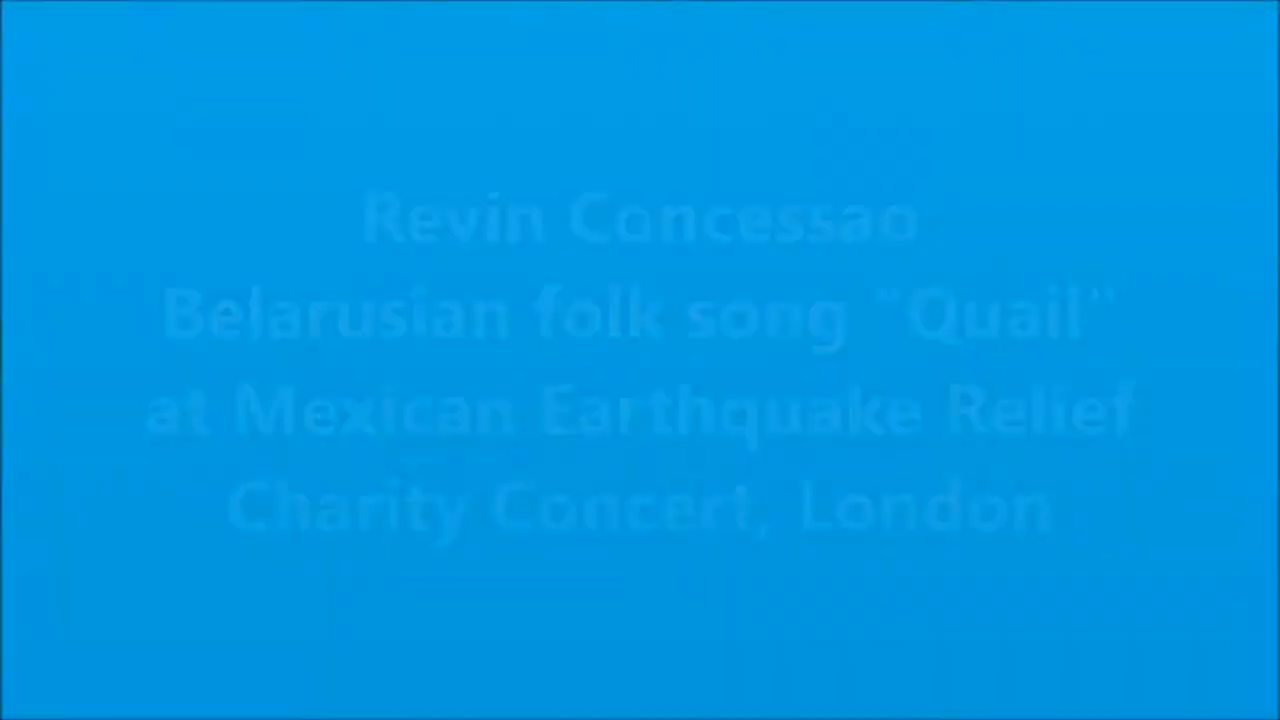 Revin Concessao
Belarusian folk song "Quail"
at Mexican Earthquake Relief
Charity Concert, London